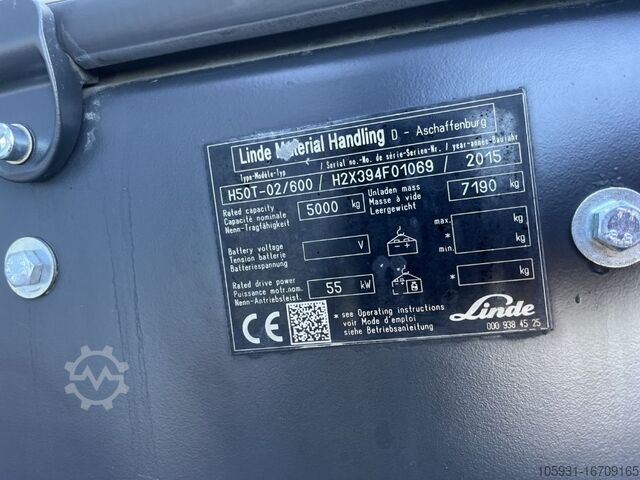 Linde Material Handling D - Aschaffenburg
Type-Modèle-Typ / Serial no.-No. de série-Serien-Nr. / year-année-Baujahr
H50T-02/600 / H2X394F01069 / 2015
Rated capacity
Capacité nominale
Nenn-Tragfähigkeit
5000 kg
Unladen mass
Masse à vide
Leergewicht
7190 kg
Battery voltage
Tension batterie
Batteriespannung
V
max. kg
*
min. kg
Rated drive power
Puissance motr.nom.
Nenn-Antriebsleist.
55 kW
* kg
CE
* see Operating instructions
voir Mode d'emploi
siehe Betriebsanleitung
Linde
000 938 45 25
105931-16709165